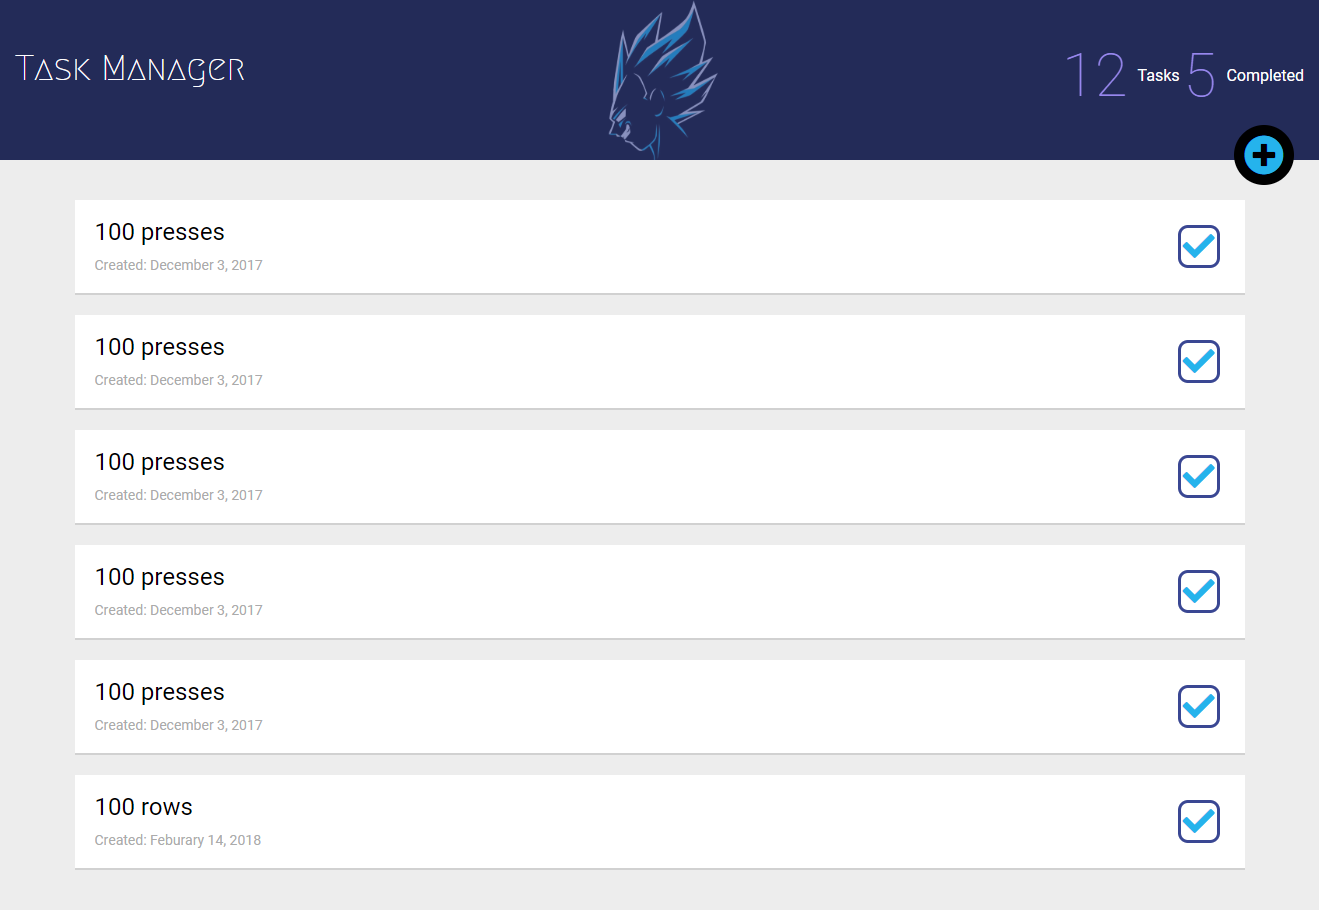 Task Manager
12 Tasks 5 Completed
100 presses
Created: December 3, 2017
100 presses
Created: December 3, 2017
100 presses
Created: December 3, 2017
100 presses
Created: December 3, 2017
100 presses
Created: December 3, 2017
100 rows
Created: Feburary 14, 2018